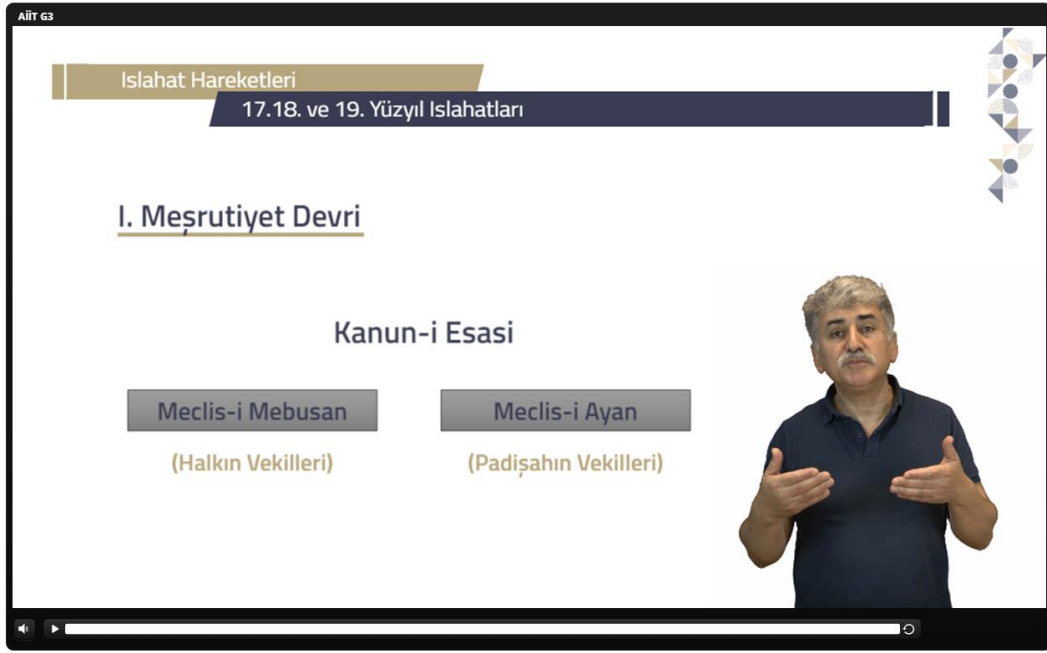 AİİT G3
Islahat Hareketleri
17.18. ve 19. Yüzyıl Islahatları
I. Meşrutiyet Devri
Kanun-i Esasi
Meclis-i Mebusan
Meclis-i Ayan
(Halkın Vekilleri)
(Padişahın Vekilleri)